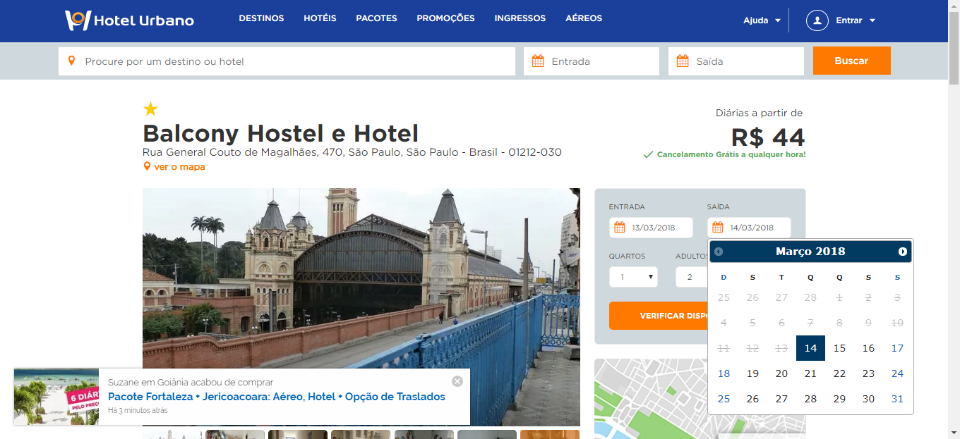 Hotel Urbano
DESTINOS HOTÉIS PACOTES PROMOÇÕES INGRESSOS AÉREOS
Ajuda Entrar
Procure por um destino ou hotel
Entrada
Saída
Buscar
Balcony Hostel e Hotel
Rua General Couto de Magalhães, 470, São Paulo, São Paulo - Brasil - 01212-030
ver o mapa
Diárias a partir de
R$ 44
Cancelamento Grátis a qualquer hora!
ENTRADA SAÍDA
13/03/2018 14/03/2018
QUARTOS ADULTOS
1 2
VERIFICAR DISP
Março 2018
D S T Q Q S S
25 26 27 28 1 2 3
4 5 6 7 8 9 10
11 12 13 14 15 16 17
18 19 20 21 22 23 24
25 26 27 28 29 30 31
6 DIÁR
PELO PREÇO
Suzane em Goiânia acabou de comprar
Pacote Fortaleza + Jericoacoara: Aéreo, Hotel + Opção de Traslados
Há 3 minutos atrás